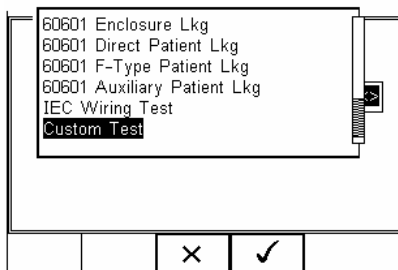 60601 Enclosure Lkg
60601 Direct Patient Lkg
60601 F-Type Patient Lkg
60601 Auxiliary Patient Lkg
IEC Wiring Test
Custom Test